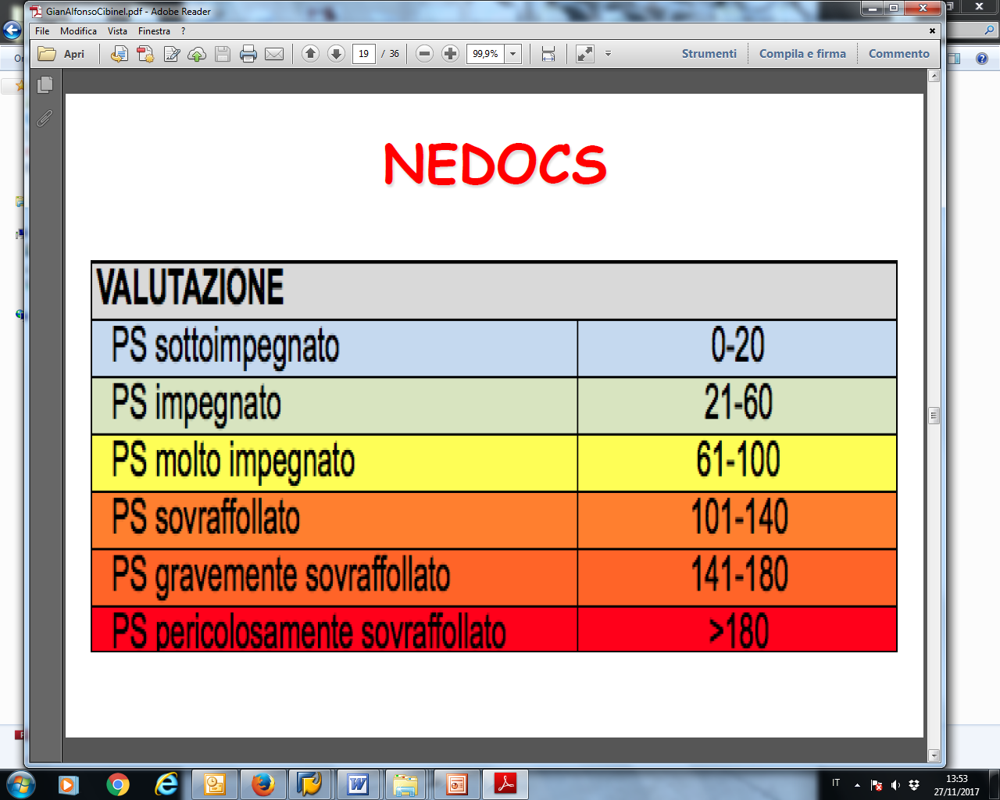 GianAlfonsoCibinel.pdf - Adobe Reader
File Modifica Vista Finestra ?
Apri 19 / 36 99,9% Strumenti Compila e firma Commento
NEDOCS
VALUTAZIONE
PS sottoimpegnato 0-20
PS impegnato 21-60
PS molto impegnato 61-100
PS sovraffollato 101-140
PS gravemente sovraffollato 141-180
PS pericolosamente sovraffollato >180
IT 13:53
27/11/2017